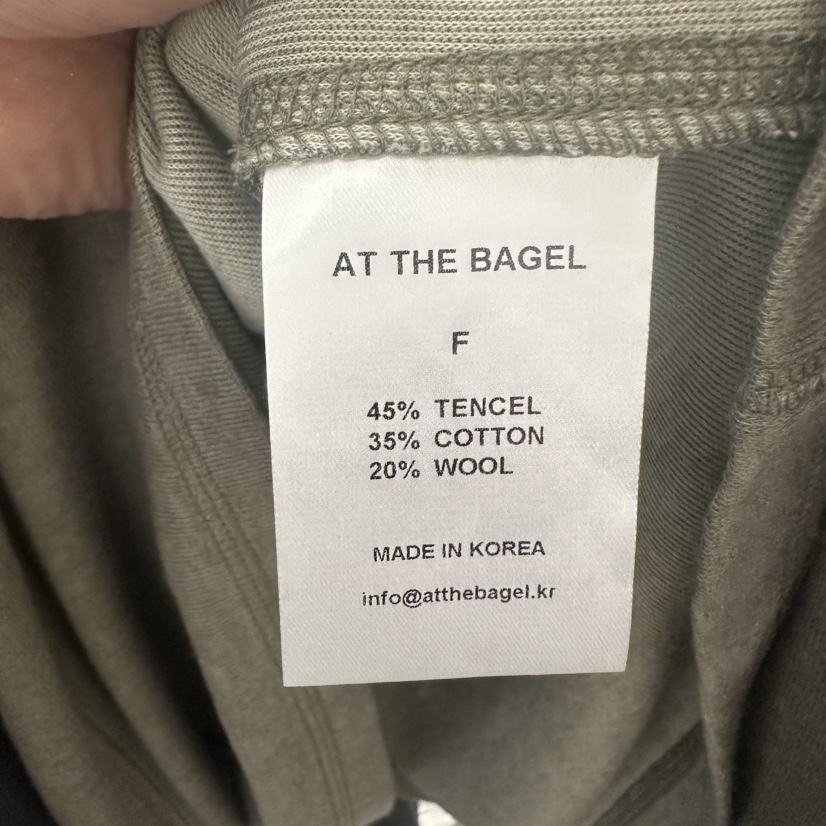 AT THE BAGEL
F
45% TENCEL
35% COTTON
20% WOOL
MADE IN KOREA
info@atthebagel.kr